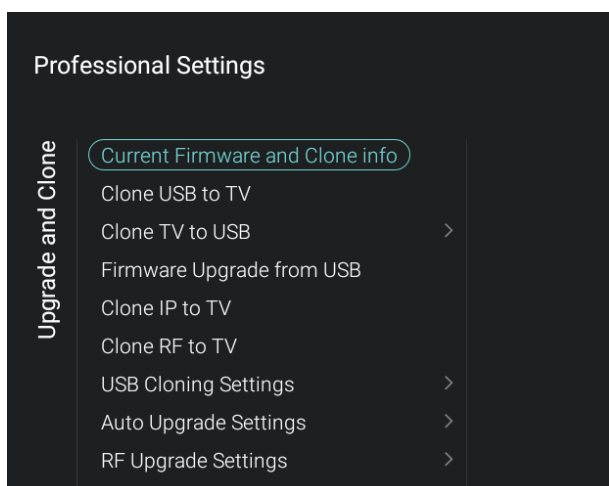 Professional Settings
Upgrade and Clone
Current Firmware and Clone info
Clone USB to TV
Clone TV to USB
Firmware Upgrade from USB
Clone IP to TV
Clone RF to TV
USB Cloning Settings
Auto Upgrade Settings
RF Upgrade Settings